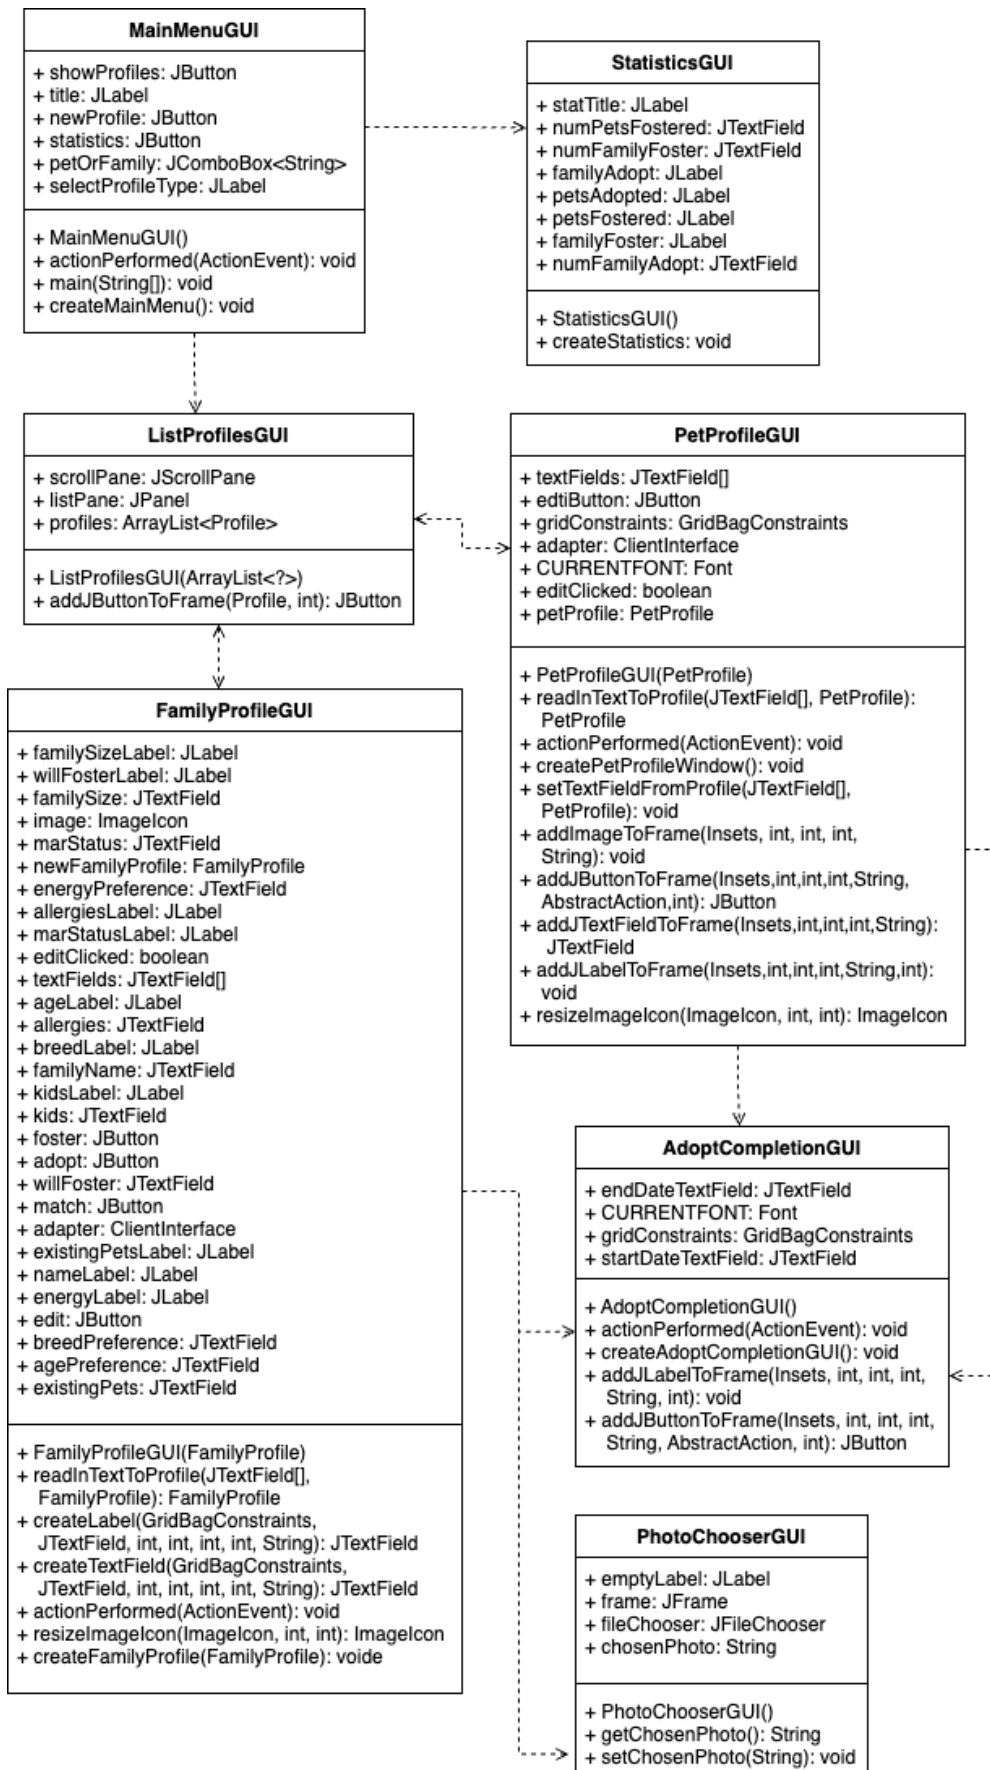 MainMenuGUI
+ showProfiles: JButton
+ title: JLabel
+ newProfile: JButton
+ statistics: JButton
+ petOrFamily: JComboBox<String>
+ selectProfileType: JLabel
+ MainMenuGUI()
+ actionPerformed(ActionEvent): void
+ main(String[]): void
+ createMainMenu(): void
StatisticsGUI
+ statTitle: JLabel
+ numPetsFostered: JTextField
+ numFamilyFoster: JTextField
+ familyAdopt: JLabel
+ petsAdopted: JLabel
+ petsFostered: JLabel
+ familyFoster: JLabel
+ numFamilyAdopt: JTextField
+ StatisticsGUI()
+ createStatistics: void
ListProfilesGUI
+ scrollPane: JScrollPane
+ listPane: JPanel
+ profiles: ArrayList<Profile>
+ ListProfilesGUI(ArrayList<?>)
+ addJButtonToFrame(Profile, int): JButton
PetProfileGUI
+ textFields: JTextField[]
+ edtiButton: JButton
+ gridConstraints: GridBagConstraints
+ adapter: ClientInterface
+ CURRENTFONT: Font
+ editClicked: boolean
+ petProfile: PetProfile
+ PetProfileGUI(PetProfile)
+ readInTextToProfile(JTextField[], PetProfile):
PetProfile
+ actionPerformed(ActionEvent): void
+ createPetProfileWindow(): void
+ setTextFieldFromProfile(JTextField[],
PetProfile): void
+ addImageToFrame(Insets, int, int, int,
String): void
+ addJButtonToFrame(Insets,int,int,int,String,
AbstractAction,int): JButton
+ addJTextFieldToFrame(Insets,int,int,int,String):
JTextField
+ addJLabelToFrame(Insets,int,int,int,String,int):
void
+ resizeImageIcon(ImageIcon, int, int): ImageIcon
FamilyProfileGUI
+ familySizeLabel: JLabel
+ willFosterLabel: JLabel
+ familySize: JTextField
+ image: ImageIcon
+ marStatus: JTextField
+ newFamilyProfile: FamilyProfile
+ energyPreference: JTextField
+ allergiesLabel: JLabel
+ marStatusLabel: JLabel
+ editClicked: boolean
+ textFields: JTextField[]
+ ageLabel: JLabel
+ allergies: JTextField
+ breedLabel: JLabel
+ familyName: JTextField
+ kidsLabel: JLabel
+ kids: JTextField
+ foster: JButton
+ adopt: JButton
+ willFoster: JTextField
+ match: JButton
+ adapter: ClientInterface
+ existingPetsLabel: JLabel
+ nameLabel: JLabel
+ energyLabel: JLabel
+ edit: JButton
+ breedPreference: JTextField
+ agePreference: JTextField
+ existingPets: JTextField
+ FamilyProfileGUI(FamilyProfile)
+ readInTextToProfile(JTextField[],
FamilyProfile): FamilyProfile
+ createLabel(GridBagConstraints,
JTextField, int, int, int, int, String): JTextField
+ createTextField(GridBagConstraints,
JTextField, int, int, int, int, String): JTextField
+ actionPerformed(ActionEvent): void
+ resizeImageIcon(ImageIcon, int, int): ImageIcon
+ createFamilyProfile(FamilyProfile): voide
AdoptCompletionGUI
+ endDateTextField: JTextField
+ CURRENTFONT: Font
+ gridConstraints: GridBagConstraints
+ startDateTextField: JTextField
+ AdoptCompletionGUI()
+ actionPerformed(ActionEvent): void
+ createAdoptCompletionGUI(): void
+ addJLabelToFrame(Insets, int, int, int,
String, int): void
+ addJButtonToFrame(Insets, int, int, int,
String, AbstractAction, int): JButton
PhotoChooserGUI
+ emptyLabel: JLabel
+ frame: JFrame
+ fileChooser: JFileChooser
+ chosenPhoto: String
+ PhotoChooserGUI()
+ getChosenPhoto(): String
+ setChosenPhoto(String): void